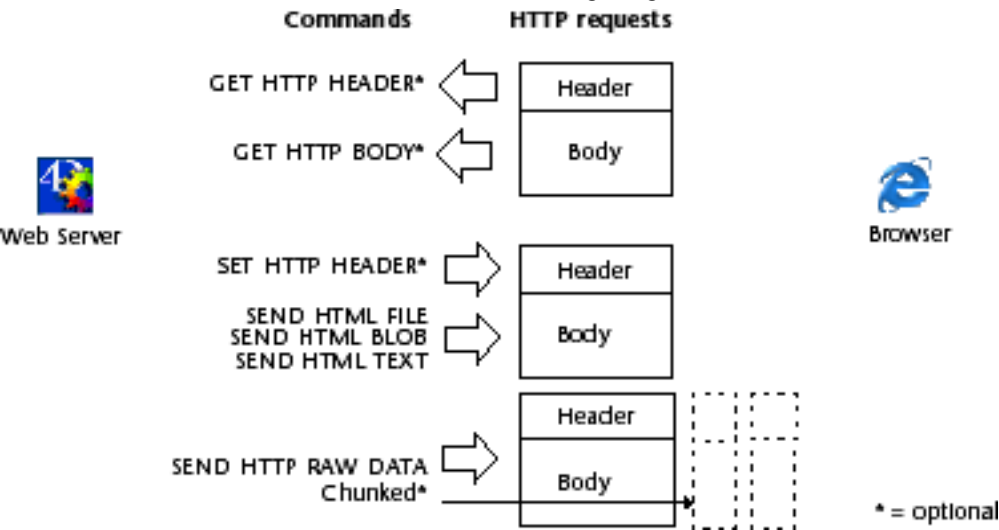 Commands
HTTP requests
GET HTTP HEADER*
Header
GET HTTP BODY*
Body
4D
Web Server
Browser
SET HTTP HEADER*
Header
SEND HTML FILE
SEND HTML BLOB
SEND HTML TEXT
Body
Header
SEND HTTP RAW DATA
Chunked*
Body
* = optional